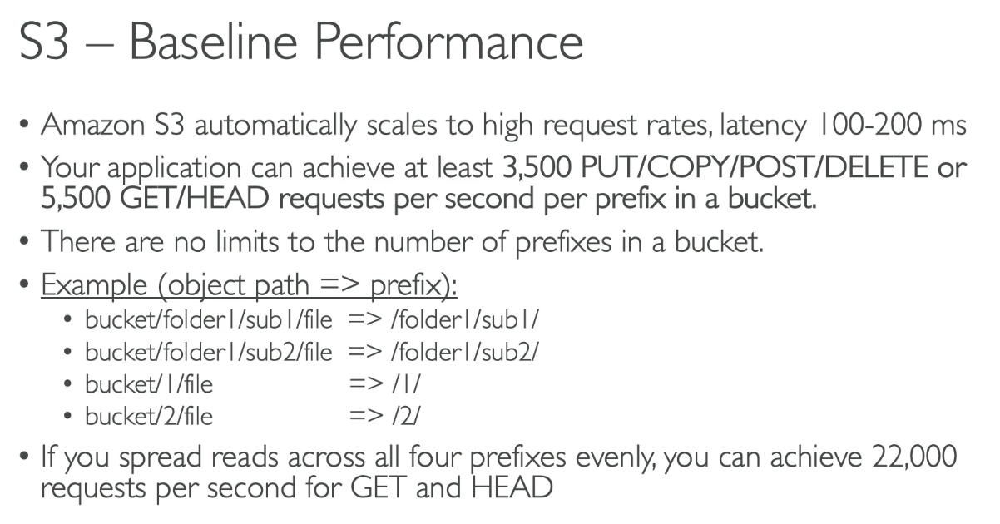 S3 – Baseline Performance
• Amazon S3 automatically scales to high request rates, latency 100-200 ms
• Your application can achieve at least 3,500 PUT/COPY/POST/DELETE or
5,500 GET/HEAD requests per second per prefix in a bucket.
• There are no limits to the number of prefixes in a bucket.
• Example (object path => prefix):
• bucket/folder1/sub1/file => /folder1/sub1/
• bucket/folder1/sub2/file => /folder1/sub2/
• bucket/1/file => /1/
• bucket/2/file => /2/
• If you spread reads across all four prefixes evenly, you can achieve 22,000
requests per second for GET and HEAD